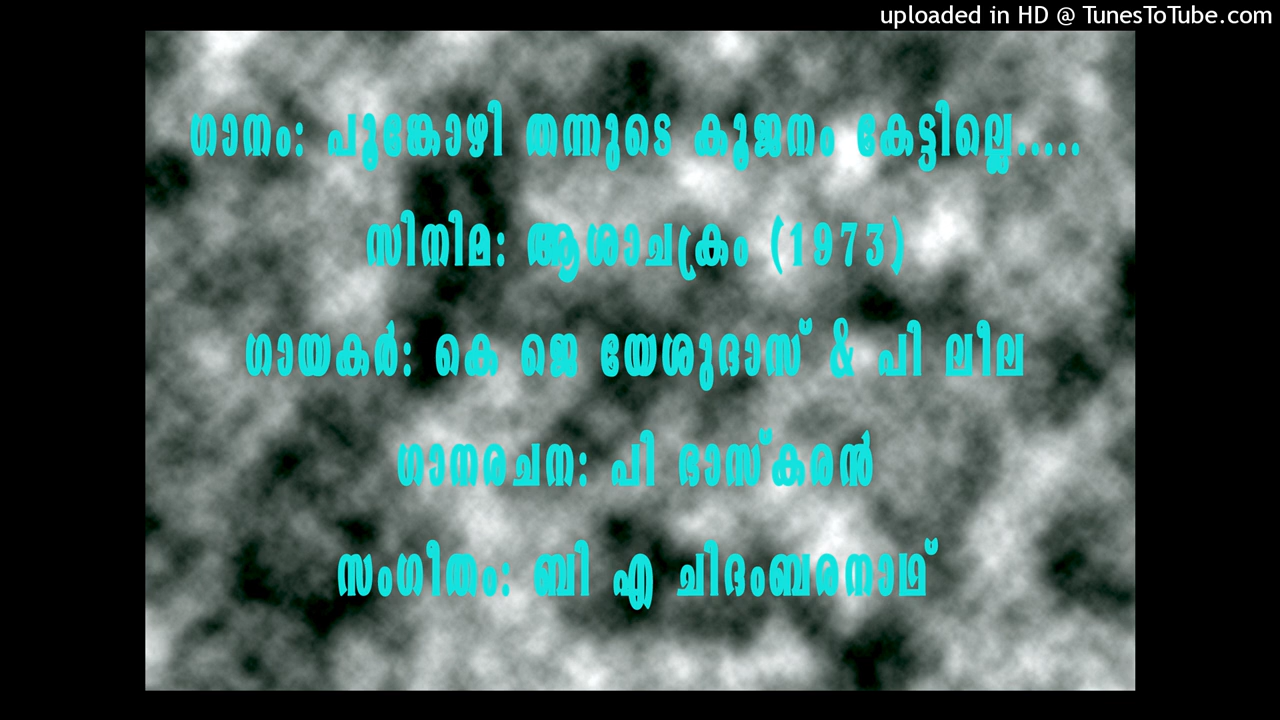 uploaded in HD @ TunesToTube.com
ഗാനം: പൂങ്കോഴി തന്നുടെ കൂജനം കേട്ടില്ലെ.....
സിനിമ: ആശാചക്രം (1973)
ഗായകർ: കെ ജെ യേശുദാസ് & പി ലീല
ഗാനരചന: പി ഭാസ്കരൻ
സംഗീതം: ബി എ ചിദംബരനാഥ്